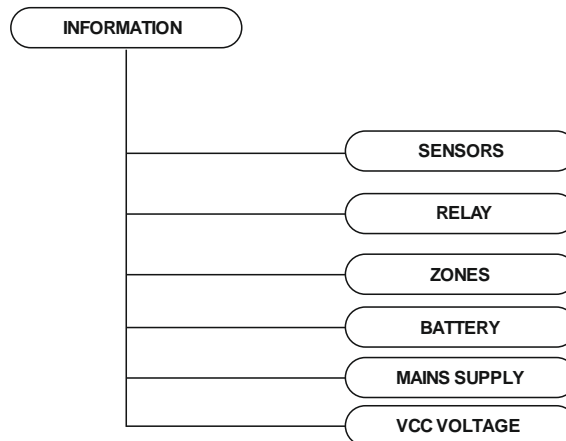 INFORMATION
SENSORS
RELAY
ZONES
BATTERY
MAINS SUPPLY
VCC VOLTAGE